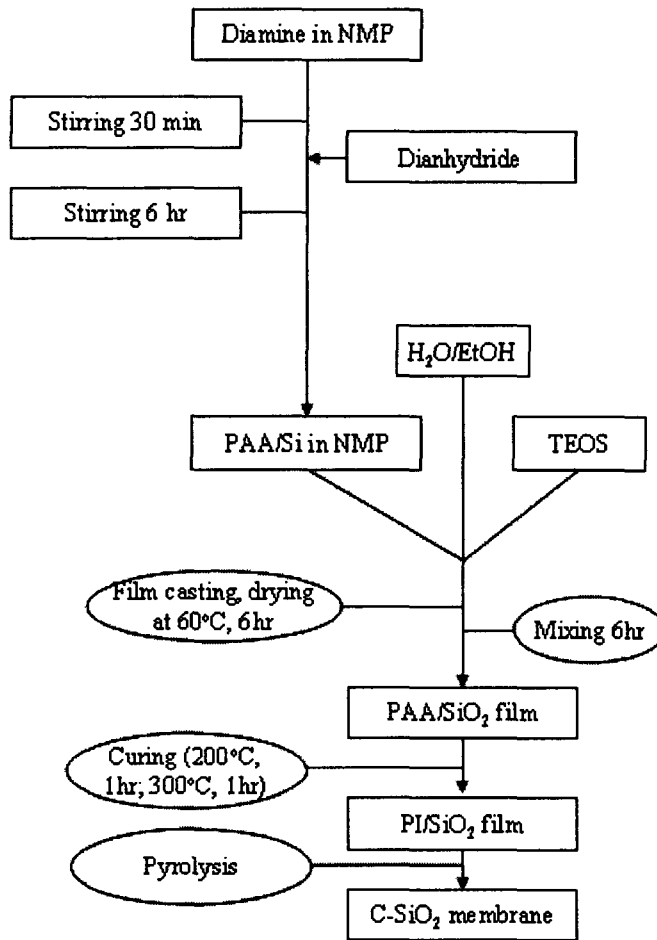 Diamine in NMP
Stirring 30 min
Dianhydride
Stirring 6 hr
H₂O/EtOH
PAA/Si in NMP
TEOS
Film casting, drying
at 60°C, 6hr
Mixing 6hr
PAA/SiO₂ film
Curing (200°C,
1hr; 300°C, 1hr)
PI/SiO₂ film
Pyrolysis
C-SiO₂ membrane